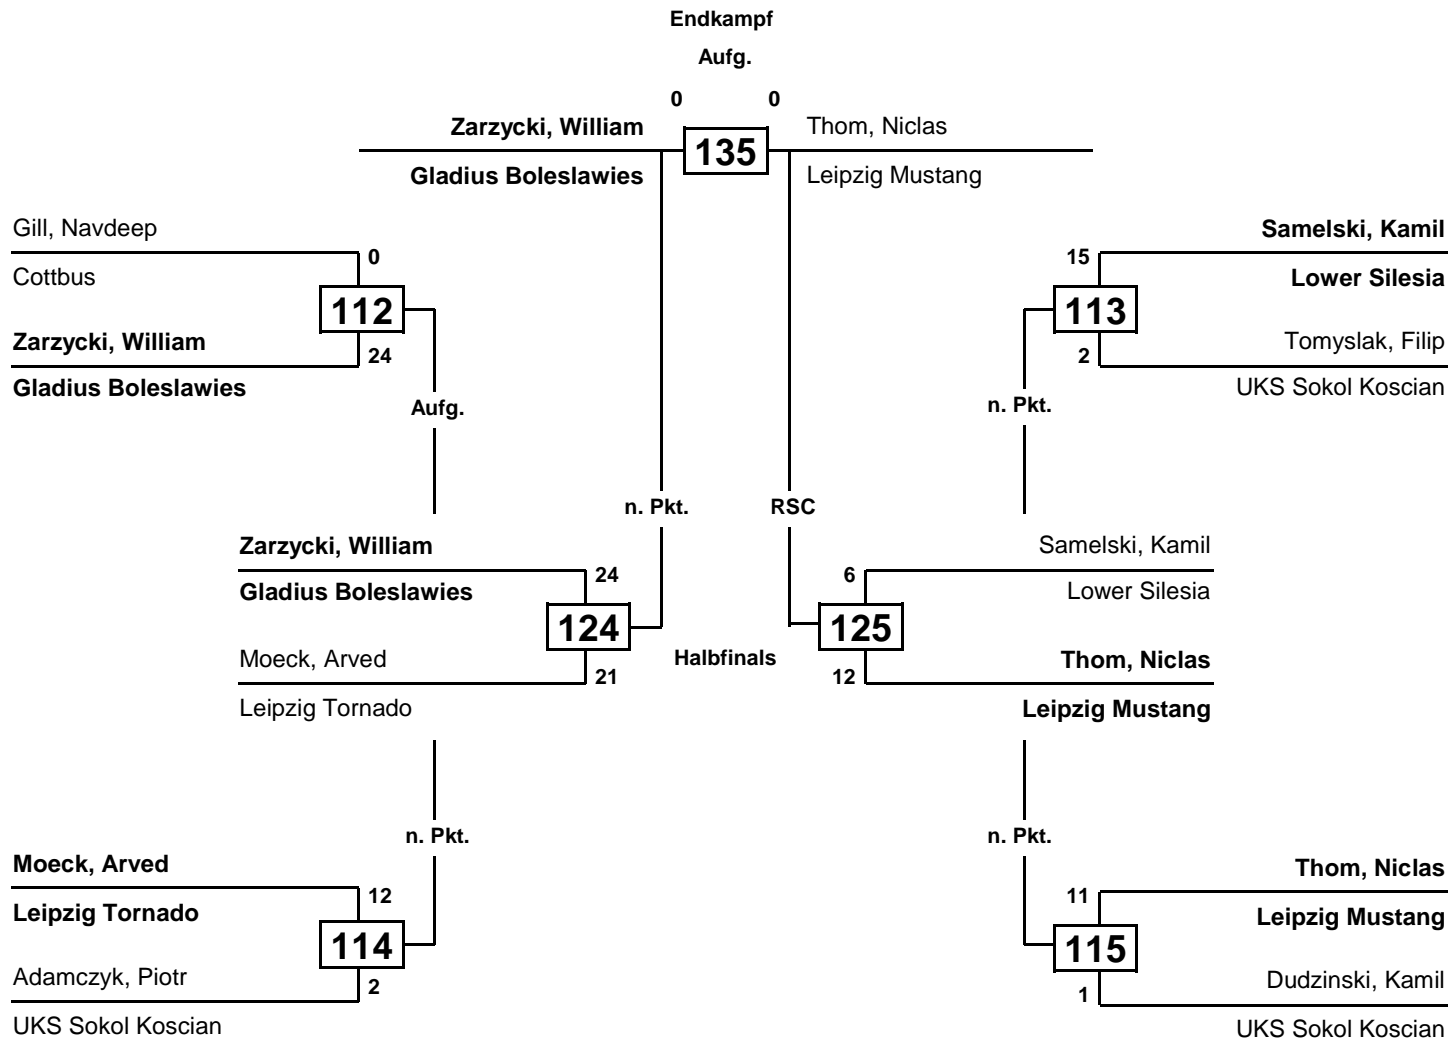 Endkampf
Aufg.
0 0
Zarzycki, William
135
Thom, Niclas
Gladius Boleslawies
Leipzig Mustang
Gill, Navdeep
0
Cottbus
112
Zarzycki, William
24
Gladius Boleslawies
Aufg.
Samelski, Kamil
15
Lower Silesia
113
Tomyslak, Filip
2
UKS Sokol Koscian
n. Pkt.
n. Pkt.
RSC
Zarzycki, William
24
Gladius Boleslawies
124
Moeck, Arved
21
Leipzig Tornado
Halbfinals
Samelski, Kamil
6
Lower Silesia
125
Thom, Niclas
12
Leipzig Mustang
n. Pkt.
Moeck, Arved
12
Leipzig Tornado
114
Adamczyk, Piotr
2
UKS Sokol Koscian
n. Pkt.
Thom, Niclas
11
Leipzig Mustang
115
Dudzinski, Kamil
1
UKS Sokol Koscian